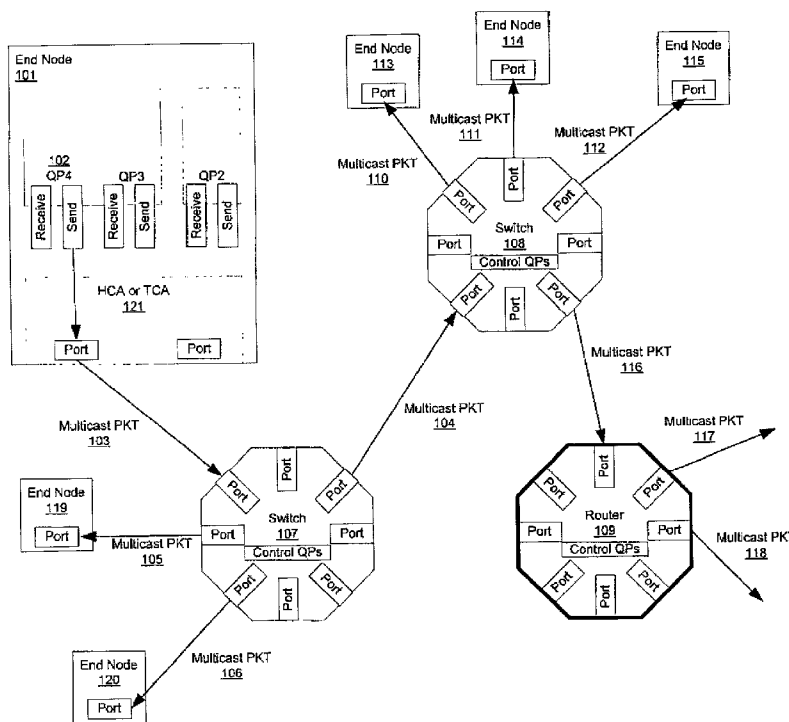 End Node
101
102
QP4
QP3
QP2
Receive
Send
Receive
Send
Receive
Send
HCA or TCA
121
Port
Port
End Node
113
Port
End Node
114
Port
End Node
115
Port
Multicast PKT
110
Multicast PKT
111
Multicast PKT
112
Port
Port
Port
Switch
108
Port
Port
Control QPs
Port
Port
Port
Multicast PKT
103
Multicast PKT
104
Multicast PKT
116
Multicast PKT
117
Multicast PKT
118
End Node
119
Port
Multicast PKT
105
Port
Port
Port
Switch
107
Port
Port
Control QPs
Port
Port
Port
Port
Port
Port
Router
109
Port
Port
Control QPs
Port
Port
Port
Multicast PKT
106
End Node
120
Port